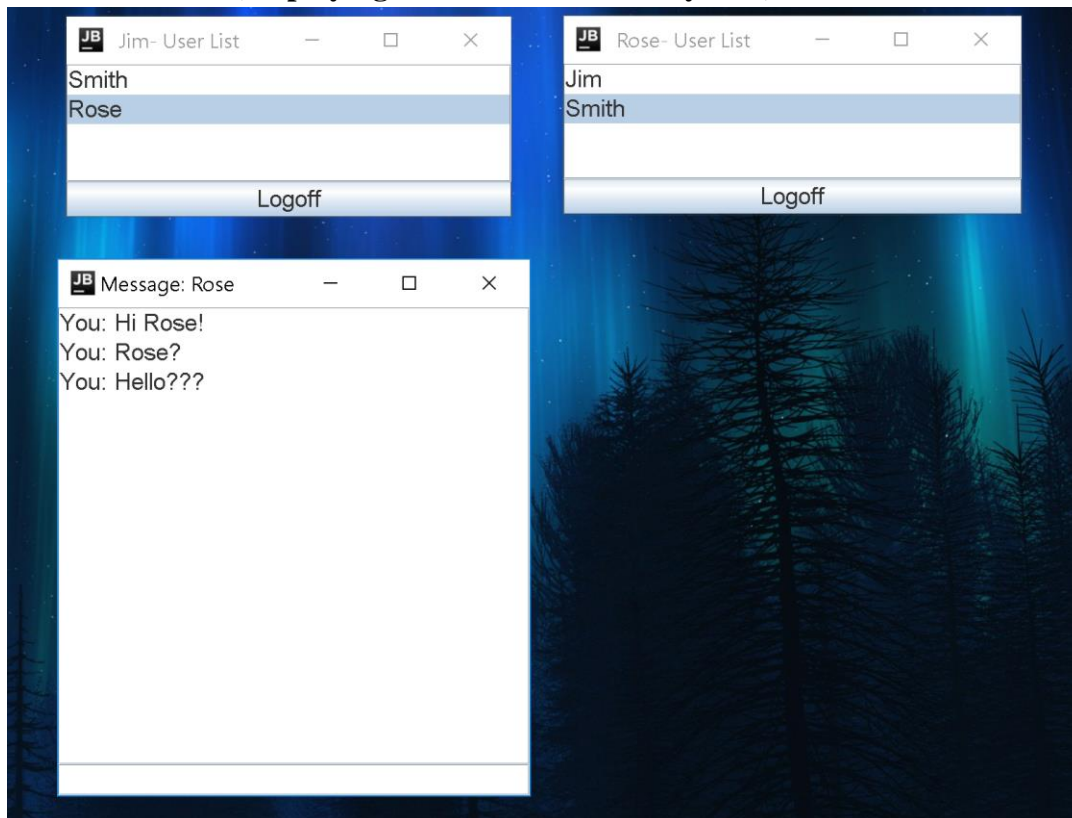 JB Jim- User List
Smith
Rose
Logoff
JB Rose- User List
Jim
Smith
Logoff
JB Message: Rose
You: Hi Rose!
You: Rose?
You: Hello???